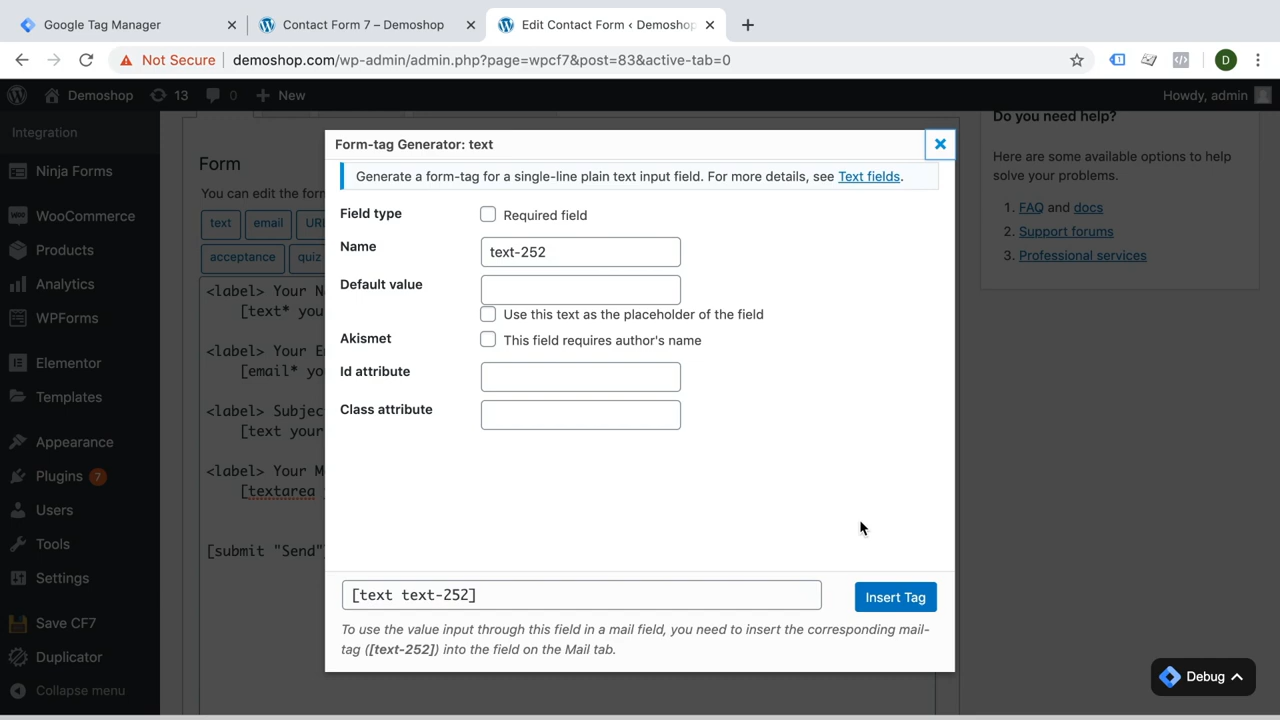 Google Tag Manager
Contact Form 7 – Demoshop
Edit Contact Form ‹ Demoshop
Not Secure
demoshop.com/wp-admin/admin.php?page=wpcf7&post=83&active-tab=0
D
Demoshop
13
0
New
Howdy, admin
Integration
Ninja Forms
WooCommerce
Products
Analytics
WPForms
Elementor
Templates
Appearance
Plugins 7
Users
Tools
Settings
Save CF7
Duplicator
Collapse menu
Form
You can edit the form
text
email
acceptance
quiz
<label> Your
[text*
<label> Your
[email*
<label>
[text your
<label> Your
[textarea
[submit "Send"
Form-tag Generator: text
Generate a form-tag for a single-line plain text input field. For more details, see Text fields.
Field type
Required field
Name
text-252
Default value
Use this text as the placeholder of the field
Akismet
This field requires author's name
Id attribute
Class attribute
[text text-252]
Insert Tag
To use the value input through this field in a mail field, you need to insert the corresponding mail-
tag ([text-252]) into the field on the Mail tab.
Do you need help?
Here are some available options to help
solve your problems.
1. FAQ and docs
2. Support forums
3. Professional services
Debug